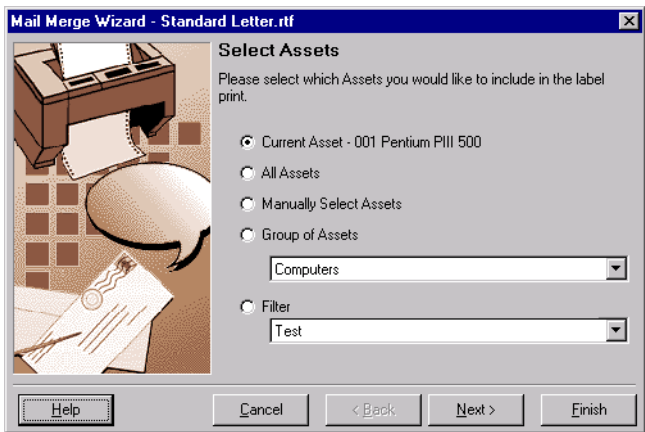 Mail Merge Wizard - Standard Letter.rtf
Select Assets
Please select which Assets you would like to include in the label
print.
Current Asset - 001 Pentium PIII 500
All Assets
Manually Select Assets
Group of Assets
Computers
Filter
Test
Help Cancel < Back Next > Finish